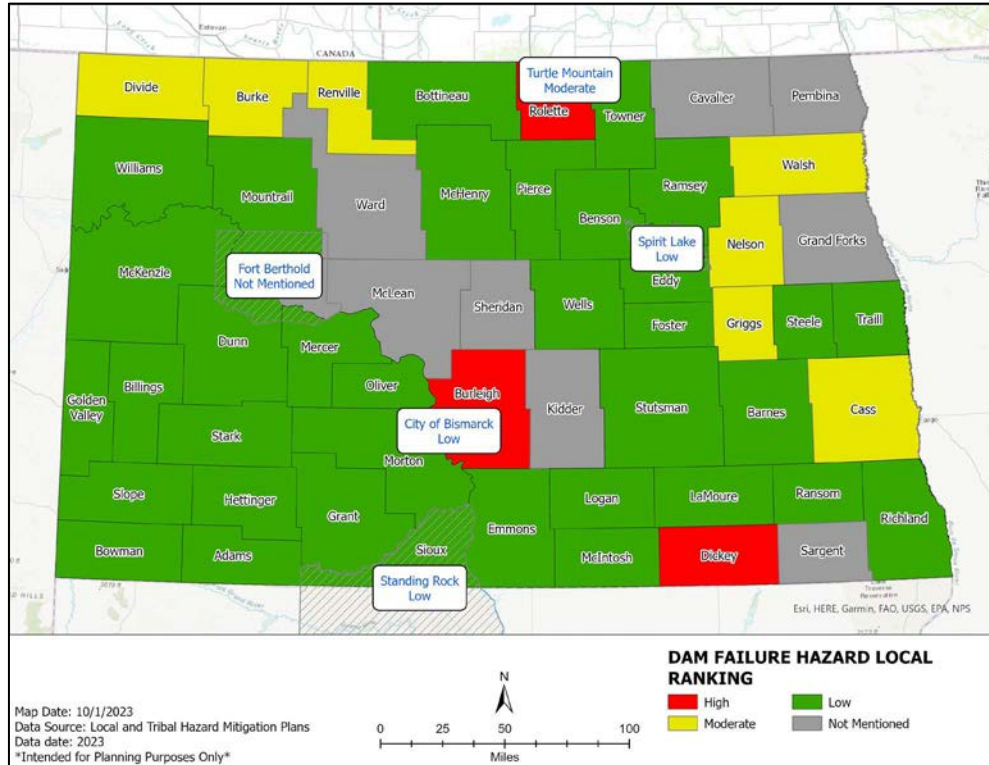 Estevan
CANADA
Divide
Burke
Renville
Bottineau
Turtle Mountain
Moderate
Rolette
Towner
Cavalier
Pembina
Williams
Mountrail
Ward
McHenry
Pierce
Benson
Ramsey
Walsh
Nelson
Grand Forks
McKenzie
Fort Berthold
Not Mentioned
Spirit Lake
Low
Eddy
McLean
Sheridan
Wells
Foster
Griggs
Steele
Traill
Dunn
Mercer
Oliver
Golden
Valley
Billings
Burleigh
Kidder
Stutsman
Barnes
Cass
City of Bismarck
Low
Stark
Morton
Slope
Hettinger
Grant
Sioux
Emmons
Logan
LaMoure
Ransom
Richland
Bowman
Adams
McIntosh
Dickey
Sargent
Standing Rock
Low
Esri, HERE, Garmin, FAO, USGS, EPA, NPS
DAM FAILURE HAZARD LOCAL
RANKING
High
Low
Moderate
Not Mentioned
N
0 25 50 100
Miles
Map Date: 10/1/2023
Data Source: Local and Tribal Hazard Mitigation Plans
Data date: 2023
*Intended for Planning Purposes Only*